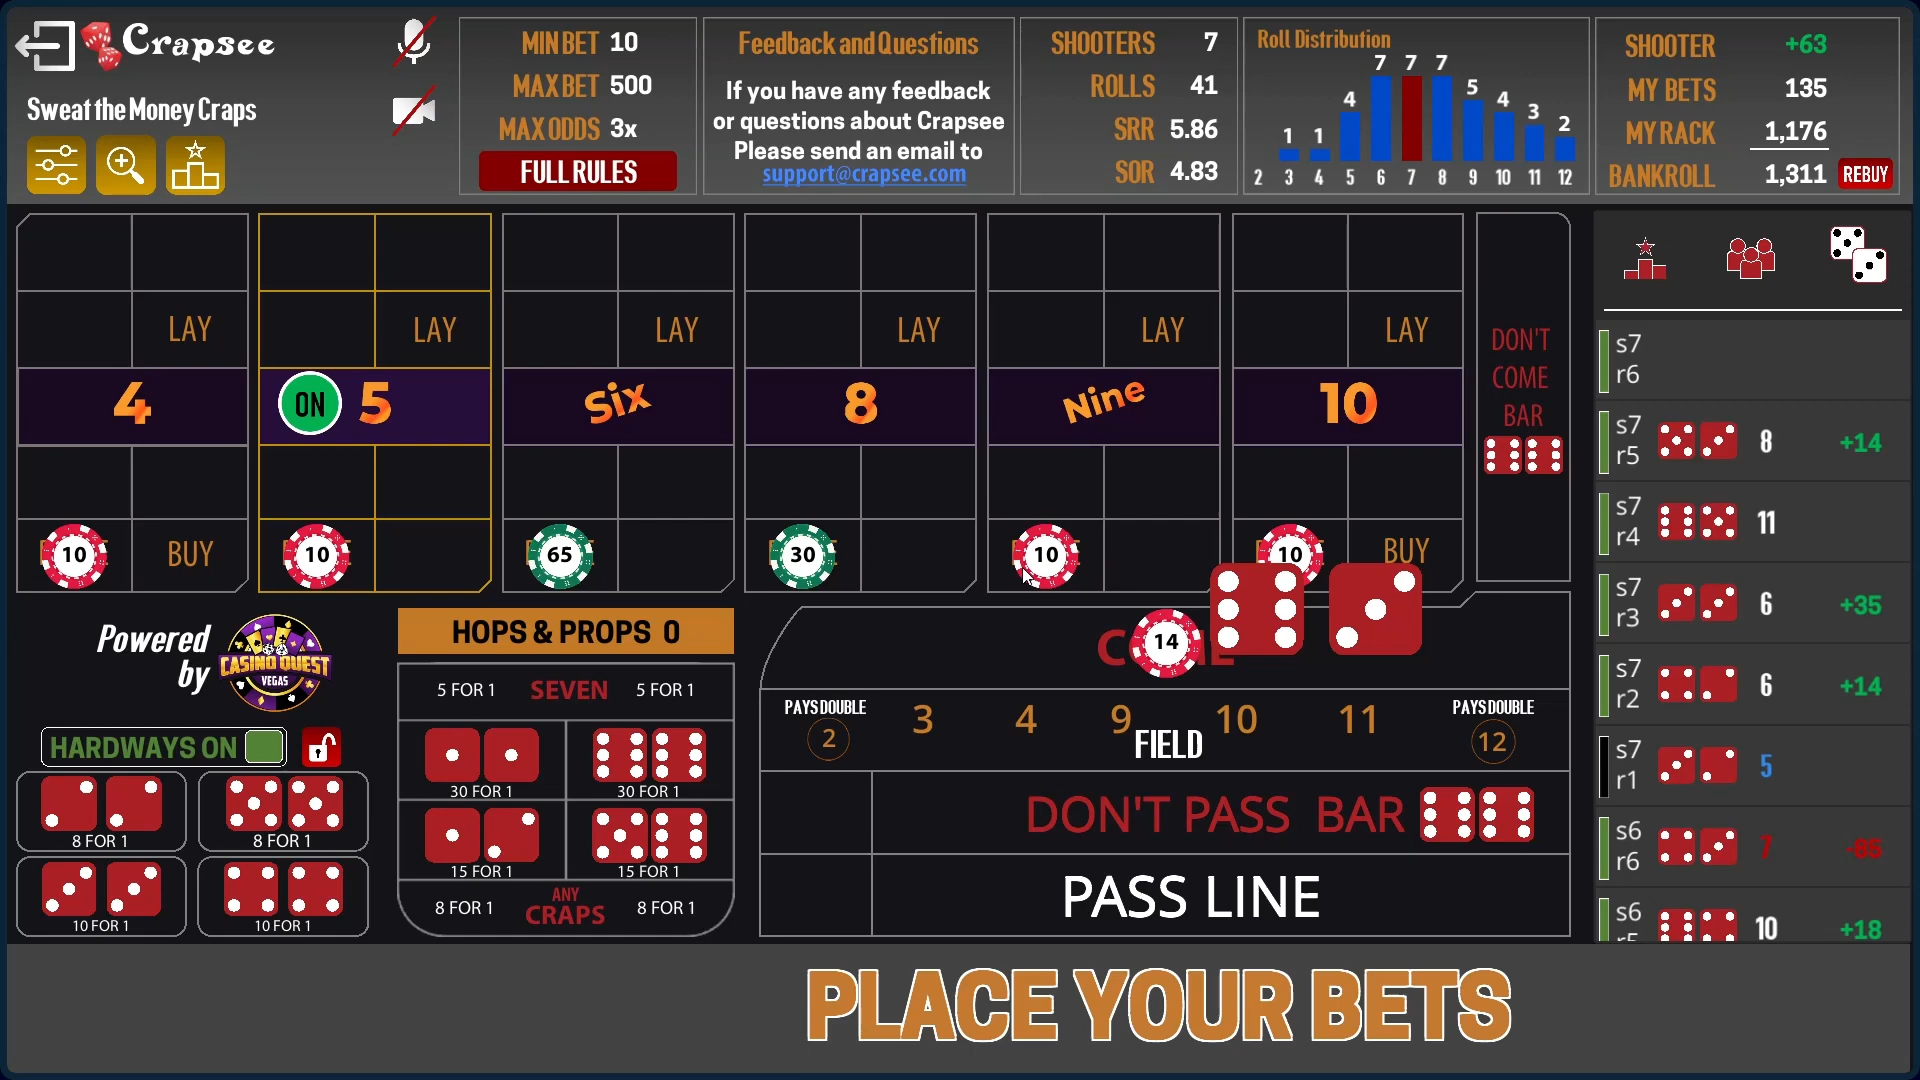 Crapsee
Sweat the Money Craps
MIN BET 10
MAX BET 500
MAX ODDS 3x
FULL RULES
Feedback and Questions
If you have any feedback
or questions about Crapsee
Please send an email to
support@crapsee.com
SHOOTERS 7
ROLLS 41
SRR 5.86
SOR 4.83
Roll Distribution
1 1 4 7 7 7 5 4 3 2
2 3 4 5 6 7 8 9 10 11 12
SHOOTER +63
MY BETS 135
MY RACK 1,176
BANKROLL 1,311 REBUY
LAY LAY LAY LAY LAY LAY
4 ON 5 Six 8 Nine 10
10 BUY 10 65 30 10 10 BUY
DON'T
COME
BAR
s7
r6
s7
r5 8 +14
s7
r4 11
s7
r3 6 +35
s7
r2 6 +14
s7
r1 5
s6
r6 7 -85
s6
r5 10 +18
Powered
by
CASINO QUEST
VEGAS
HARDWAYS ON
8 FOR 1 8 FOR 1
10 FOR 1 10 FOR 1
HOPS & PROPS 0
5 FOR 1 SEVEN 5 FOR 1
30 FOR 1 30 FOR 1
15 FOR 1 15 FOR 1
8 FOR 1 ANY CRAPS 8 FOR 1
14
PAYS DOUBLE 2 3 4 9 10 11 PAYS DOUBLE 12
FIELD
DON'T PASS BAR
PASS LINE
PLACE YOUR BETS